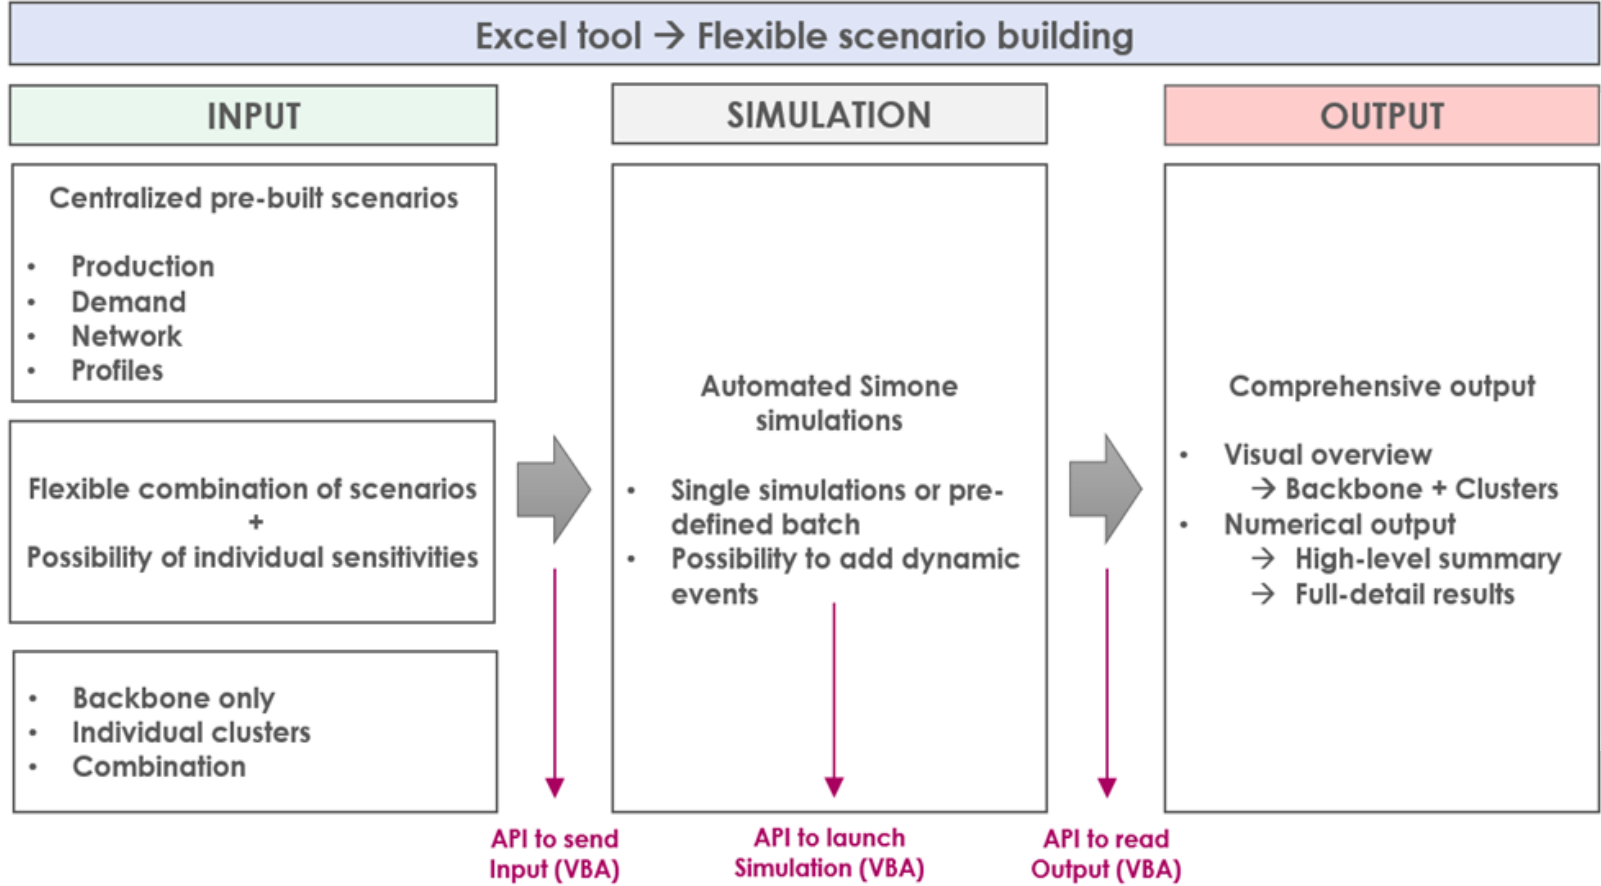 Excel tool → Flexible scenario building
INPUT
SIMULATION
OUTPUT
Centralized pre-built scenarios
• Production
• Demand
• Network
• Profiles
Flexible combination of scenarios
+
Possibility of individual sensitivities
• Backbone only
• Individual clusters
• Combination
Automated Simone
simulations
• Single simulations or pre-
defined batch
• Possibility to add dynamic
events
Comprehensive output
• Visual overview
→ Backbone + Clusters
• Numerical output
→ High-level summary
→ Full-detail results
API to send
Input (VBA)
API to launch
Simulation (VBA)
API to read
Output (VBA)